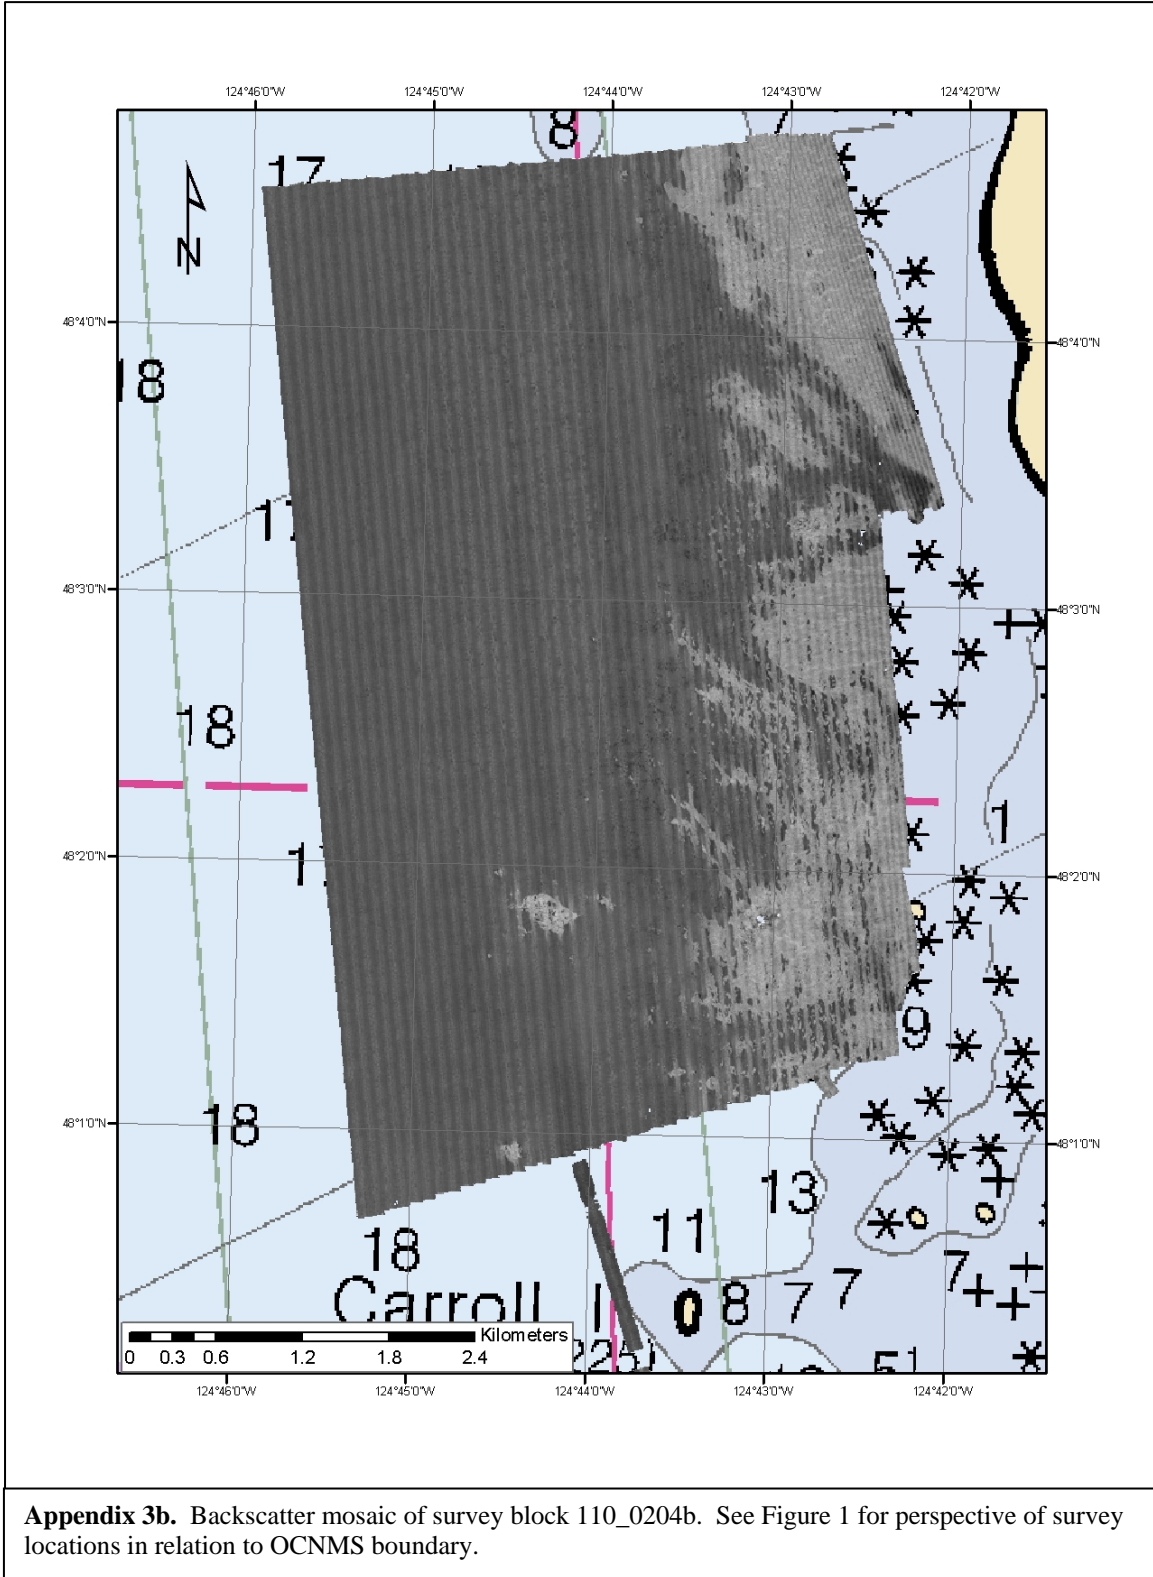 124°46'0"W 124°45'0"W 124°44'0"W 124°43'0"W 124°42'0"W
8
17
N
48°4'0"N 48°4'0"N
18
48°3'0"N 48°3'0"N
18
1
48°2'0"N 48°2'0"N
9
48°1'0"N 48°1'0"N
18
13
11
18
7
7
7
8
Carroll I
51
Kilometers
0 0.3 0.6 1.2 1.8 2.4
124°46'0"W 124°45'0"W 124°44'0"W 124°43'0"W 124°42'0"W
Appendix 3b. Backscatter mosaic of survey block 110_0204b. See Figure 1 for perspective of survey
locations in relation to OCNMS boundary.